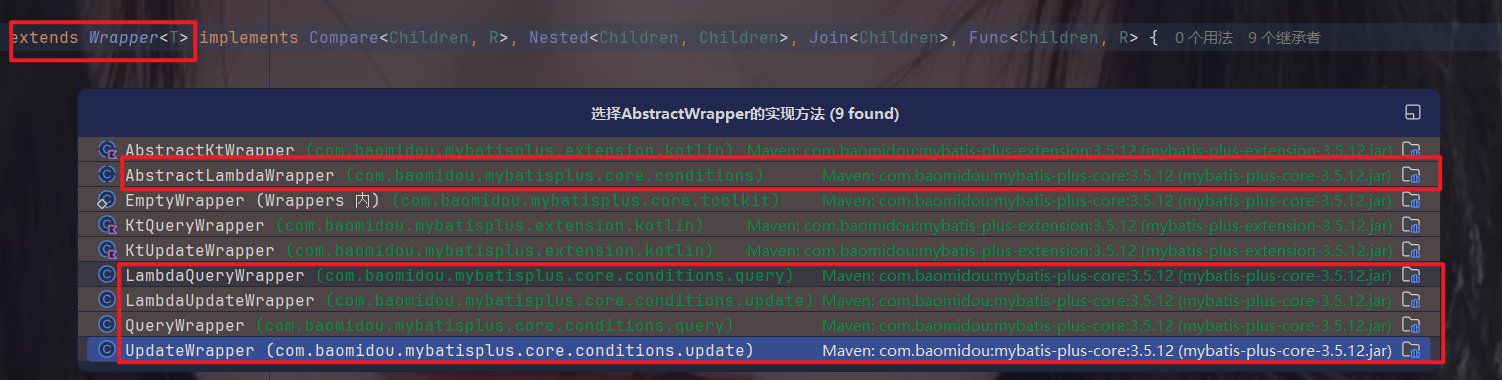 extends Wrapper<T> implements Compare<Children, R>, Nested<Children, Children>, Join<Children>, Func<Children, R> { 0个用法 9个继承者
选择AbstractWrapper的实现方法 (9 found)
AbstractKtWrapper (com.baomidou.mybatisplus.extension.kotlin) Maven: com.baomidou:mybatis-plus-extension:3.5.12 (mybatis-plus-extension-3.5.12.jar)
AbstractLambdaWrapper (com.baomidou.mybatisplus.core.conditions) Maven: com.baomidou:mybatis-plus-core:3.5.12 (mybatis-plus-core-3.5.12.jar)
EmptyWrapper (Wrappers 内) (com.baomidou.mybatisplus.core.toolkit) Maven: com.baomidou:mybatis-plus-core:3.5.12 (mybatis-plus-core-3.5.12.jar)
KtQueryWrapper (com.baomidou.mybatisplus.extension.kotlin) Maven: com.baomidou:mybatis-plus-extension:3.5.12 (mybatis-plus-extension-3.5.12.jar)
KtUpdateWrapper (com.baomidou.mybatisplus.extension.kotlin) Maven: com.baomidou:mybatis-plus-extension:3.5.12 (mybatis-plus-extension-3.5.12.jar)
LambdaQueryWrapper (com.baomidou.mybatisplus.core.conditions.query) Maven: com.baomidou:mybatis-plus-core:3.5.12 (mybatis-plus-core-3.5.12.jar)
LambdaUpdateWrapper (com.baomidou.mybatisplus.core.conditions.update) Maven: com.baomidou:mybatis-plus-core:3.5.12 (mybatis-plus-core-3.5.12.jar)
QueryWrapper (com.baomidou.mybatisplus.core.conditions.query) Maven: com.baomidou:mybatis-plus-core:3.5.12 (mybatis-plus-core-3.5.12.jar)
UpdateWrapper (com.baomidou.mybatisplus.core.conditions.update) Maven: com.baomidou:mybatis-plus-core:3.5.12 (mybatis-plus-core-3.5.12.jar)